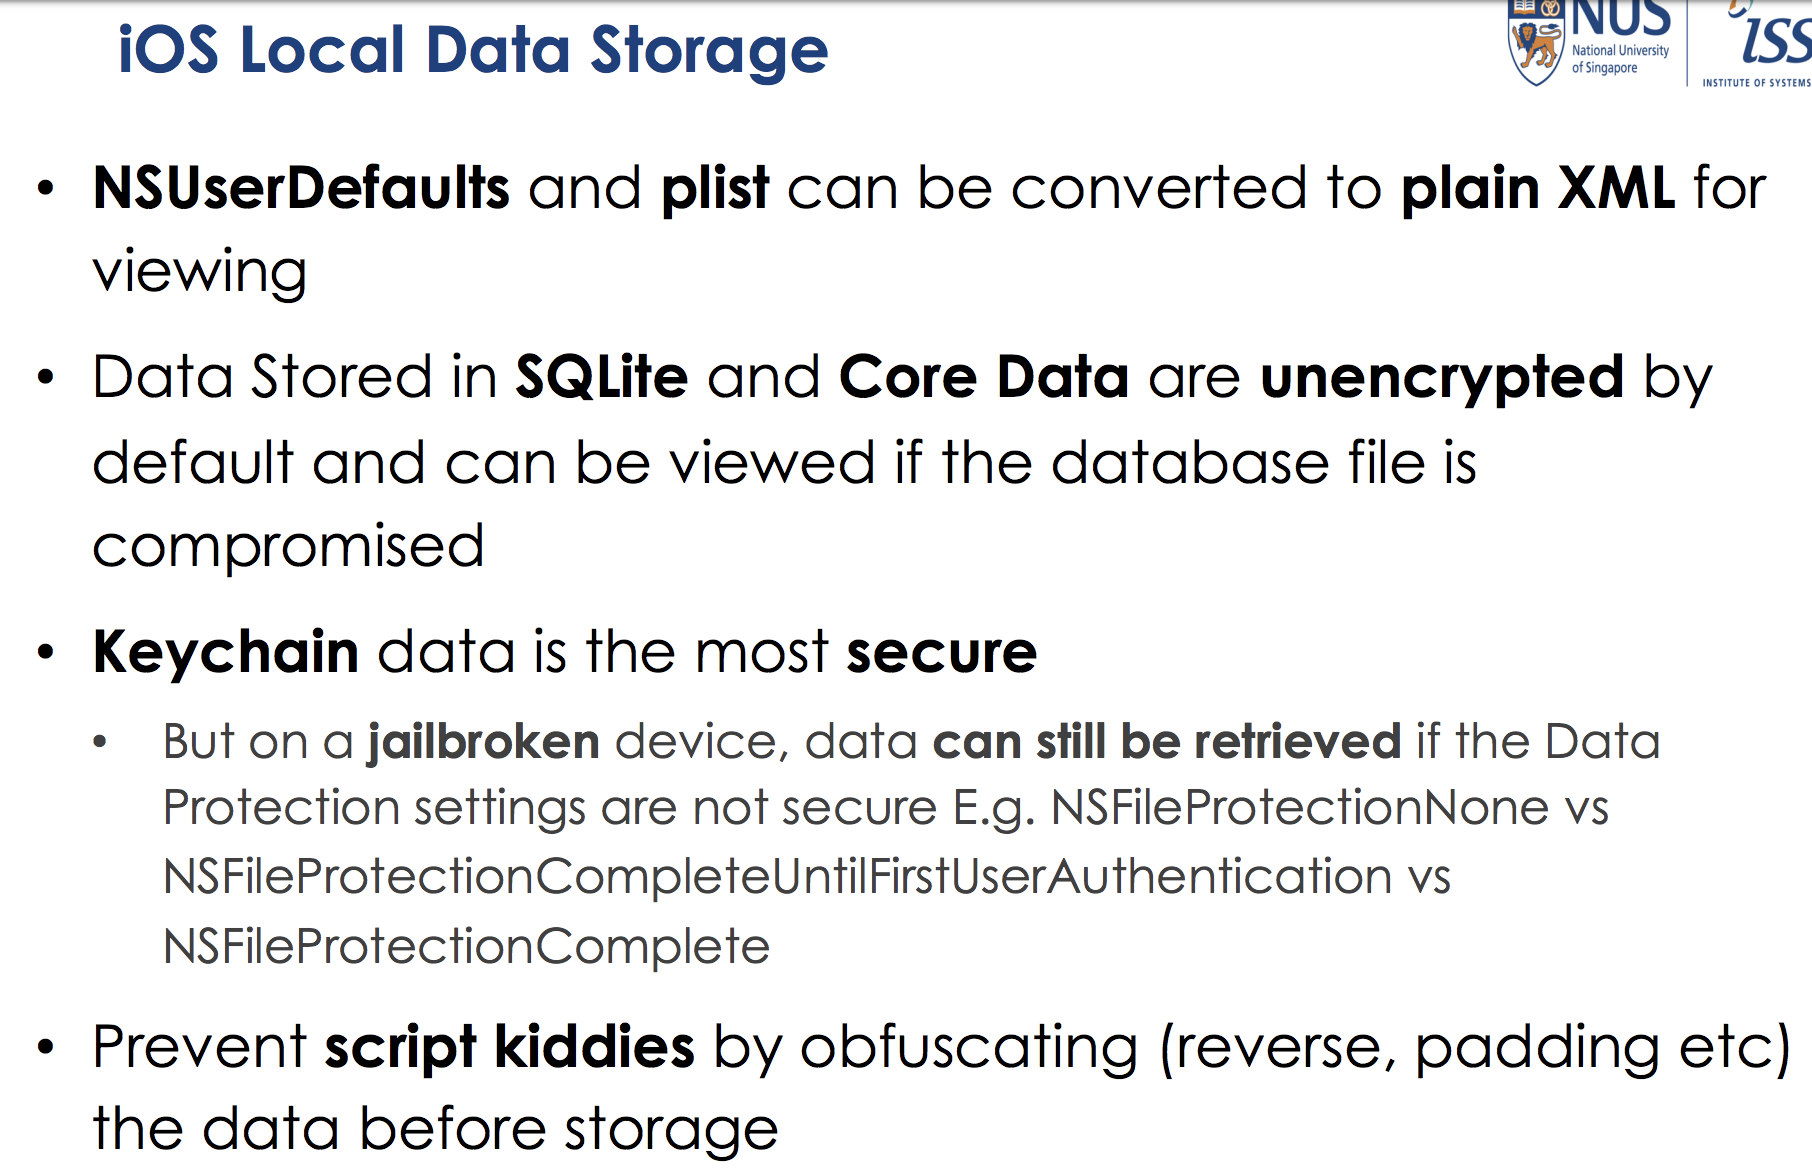 iOS Local Data Storage
NUS
National University
of Singapore
ISS
INSTITUTE OF SYSTEMS
• NSUserDefaults and plist can be converted to plain XML for
viewing
• Data Stored in SQLite and Core Data are unencrypted by
default and can be viewed if the database file is
compromised
• Keychain data is the most secure
• But on a jailbroken device, data can still be retrieved if the Data
Protection settings are not secure E.g. NSFileProtectionNone vs
NSFileProtectionCompleteUntilFirstUserAuthentication vs
NSFileProtectionComplete
• Prevent script kiddies by obfuscating (reverse, padding etc)
the data before storage